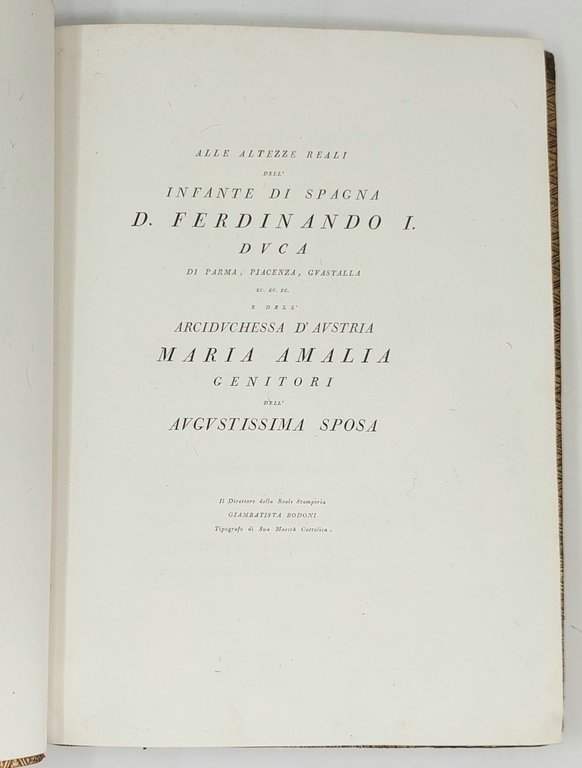 ALLE ALTEZZE REALI
DELL'
INFANTE DI SPAGNA
D. FERDINANDO I.
DVCA
DI PARMA, PIACENZA, GVASTALLA
EC. EC. EC.
E DELL'
ARCIDVCHESSA D'AVSTRIA
MARIA AMALIA
GENITORI
DELL'
AVGVSTISSIMA SPOSA
Il Direttore della Reale Stamperia
GIAMBATISTA BODONI
Tipografo di Sua Maestà Cattolica.